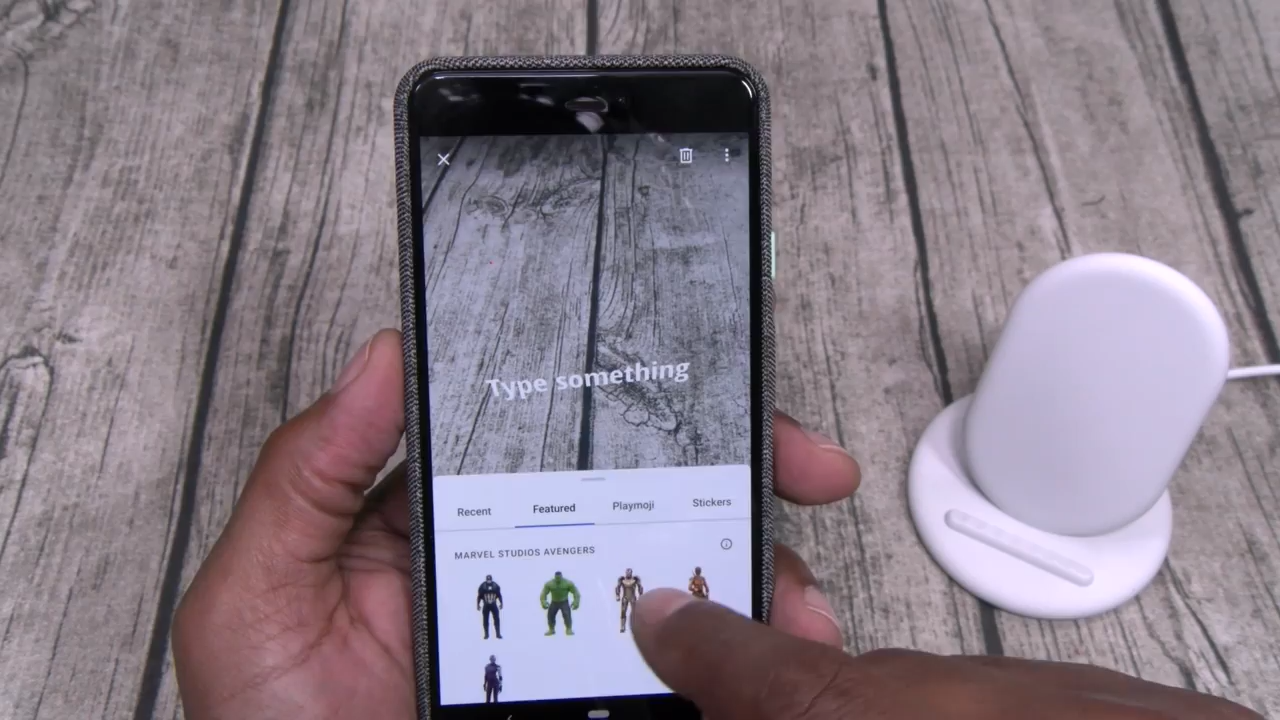 Type something
Recent Featured Playmoji Stickers
MARVEL STUDIOS AVENGERS